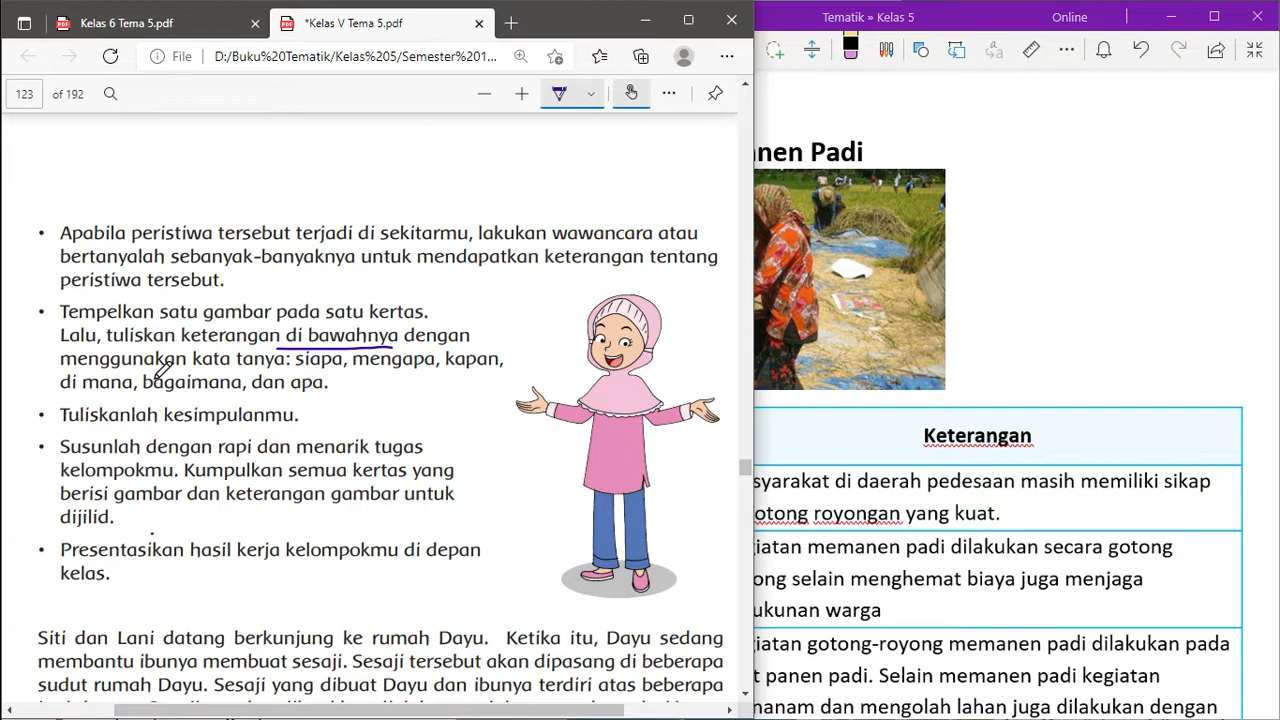 Kelas 6 Tema 5.pdf
*Kelas V Tema 5.pdf
Tematik » Kelas 5
Online
File
D:/Buku%20Tematik/Kelas%205/Semester%201...
123 of 192
• Apabila peristiwa tersebut terjadi di sekitarmu, lakukan wawancara atau
bertanyalah sebanyak-banyaknya untuk mendapatkan keterangan tentang
peristiwa tersebut.
• Tempelkan satu gambar pada satu kertas.
Lalu, tuliskan keterangan di bawahnya dengan
menggunakan kata tanya: siapa, mengapa, kapan,
di mana, bagaimana, dan apa.
• Tuliskanlah kesimpulanmu.
• Susunlah dengan rapi dan menarik tugas
kelompokmu. Kumpulkan semua kertas yang
berisi gambar dan keterangan gambar untuk
dijilid.
• Presentasikan hasil kerja kelompokmu di depan
kelas.
Siti dan Lani datang berkunjung ke rumah Dayu. Ketika itu, Dayu sedang
membantu ibunya membuat sesaji. Sesaji tersebut akan dipasang di beberapa
sudut rumah Dayu. Sesaji yang dibuat Dayu dan ibunya terdiri atas beberapa
nen Padi
Keterangan
syarakat di daerah pedesaan masih memiliki sikap
otong royongan yang kuat.
giatan memanen padi dilakukan secara gotong
ong selain menghemat biaya juga menjaga
ukunan warga
giatan gotong-royong memanen padi dilakukan pada
t panen padi. Selain memanen padi kegiatan
nanam dan mengolah lahan juga dilakukan dengan